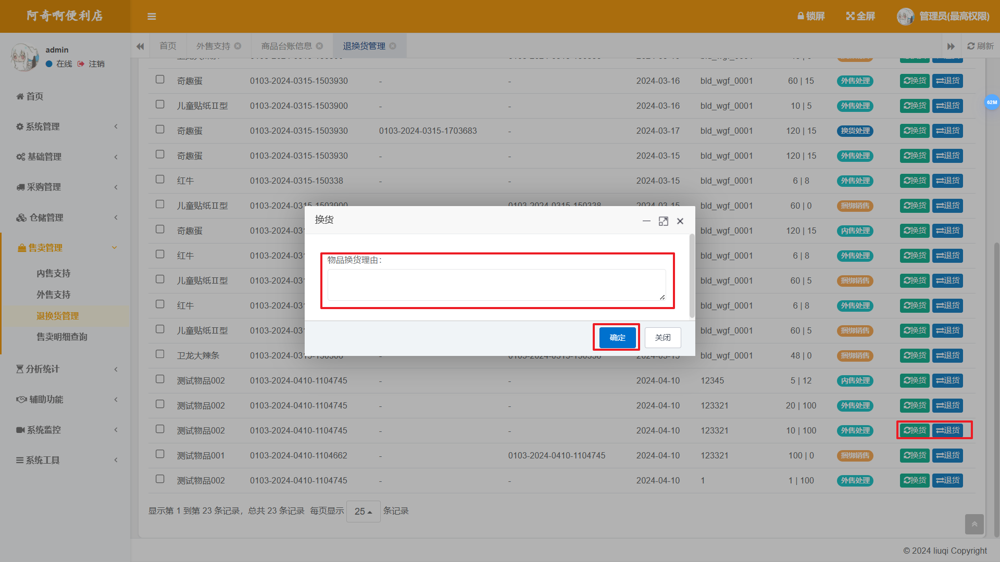 阿奇啊便利店
锁屏 全屏 管理员(最高权限)
admin
在线 注销
首页 外售支持 商品台账信息 退换货管理 刷新
首页
系统管理
基础管理
采购管理
仓储管理
售卖管理
内售支持
外售支持
退换货管理
售卖明细查询
分析统计
辅助功能
系统监控
系统工具
奇趣蛋 0103-2024-0315-1503930 - - 2024-03-16 bld_wgf_0001 60 | 15 外售处理 换货 退货
62M
儿童贴纸II型 0103-2024-0315-1503900 - - 2024-03-16 bld_wgf_0001 10 | 5 外售处理 换货 退货
奇趣蛋 0103-2024-0315-1503930 0103-2024-0315-1703683 - 2024-03-17 bld_wgf_0001 120 | 15 换货处理 换货 退货
奇趣蛋 0103-2024-0315-1503930 - - 2024-03-15 bld_wgf_0001 120 | 15 外售处理 换货 退货
红牛 0103-2024-0315-150338 - - 2024-03-15 bld_wgf_0001 6 | 8 外售处理 换货 退货
儿童贴纸II型 0103-2024-0315-1503900 0103-2024-0315-150338 2024-03-15 bld_wgf_0001 60 | 0 捆绑销售 换货 退货
奇趣蛋 0103-2024-03 bld_wgf_0001 120 | 15 内售处理 换货 退货
红牛 0103-2024-03 bld_wgf_0001 6 | 8 外售处理 换货 退货
儿童贴纸II型 0103-2024-03 bld_wgf_0001 60 | 5 捆绑销售 换货 退货
红牛 0103-2024-03 bld_wgf_0001 6 | 8 外售处理 换货 退货
儿童贴纸II型 0103-2024-03 bld_wgf_0001 60 | 5 捆绑销售 换货 退货
卫龙大辣条 0103-2024-0315-150306 - 0103-2024-0315-150338 2024-03-15 bld_wgf_0001 48 | 0 捆绑销售 换货 退货
测试物品002 0103-2024-0410-1104745 - - 2024-04-10 12345 5 | 12 内售处理 换货 退货
测试物品002 0103-2024-0410-1104745 - - 2024-04-10 123321 20 | 100 外售处理 换货 退货
测试物品002 0103-2024-0410-1104745 - - 2024-04-10 123321 10 | 100 外售处理 换货 退货
测试物品001 0103-2024-0410-1104662 0103-2024-0410-1104745 2024-04-10 123321 100 | 0 捆绑销售 换货 退货
测试物品002 0103-2024-0410-1104745 - - 2024-04-10 1 1 | 100 外售处理 换货 退货
换货
物品换货理由：
确定 关闭
显示第 1 到第 23 条记录，总共 23 条记录 每页显示 25 条记录
© 2024 liuqi Copyright